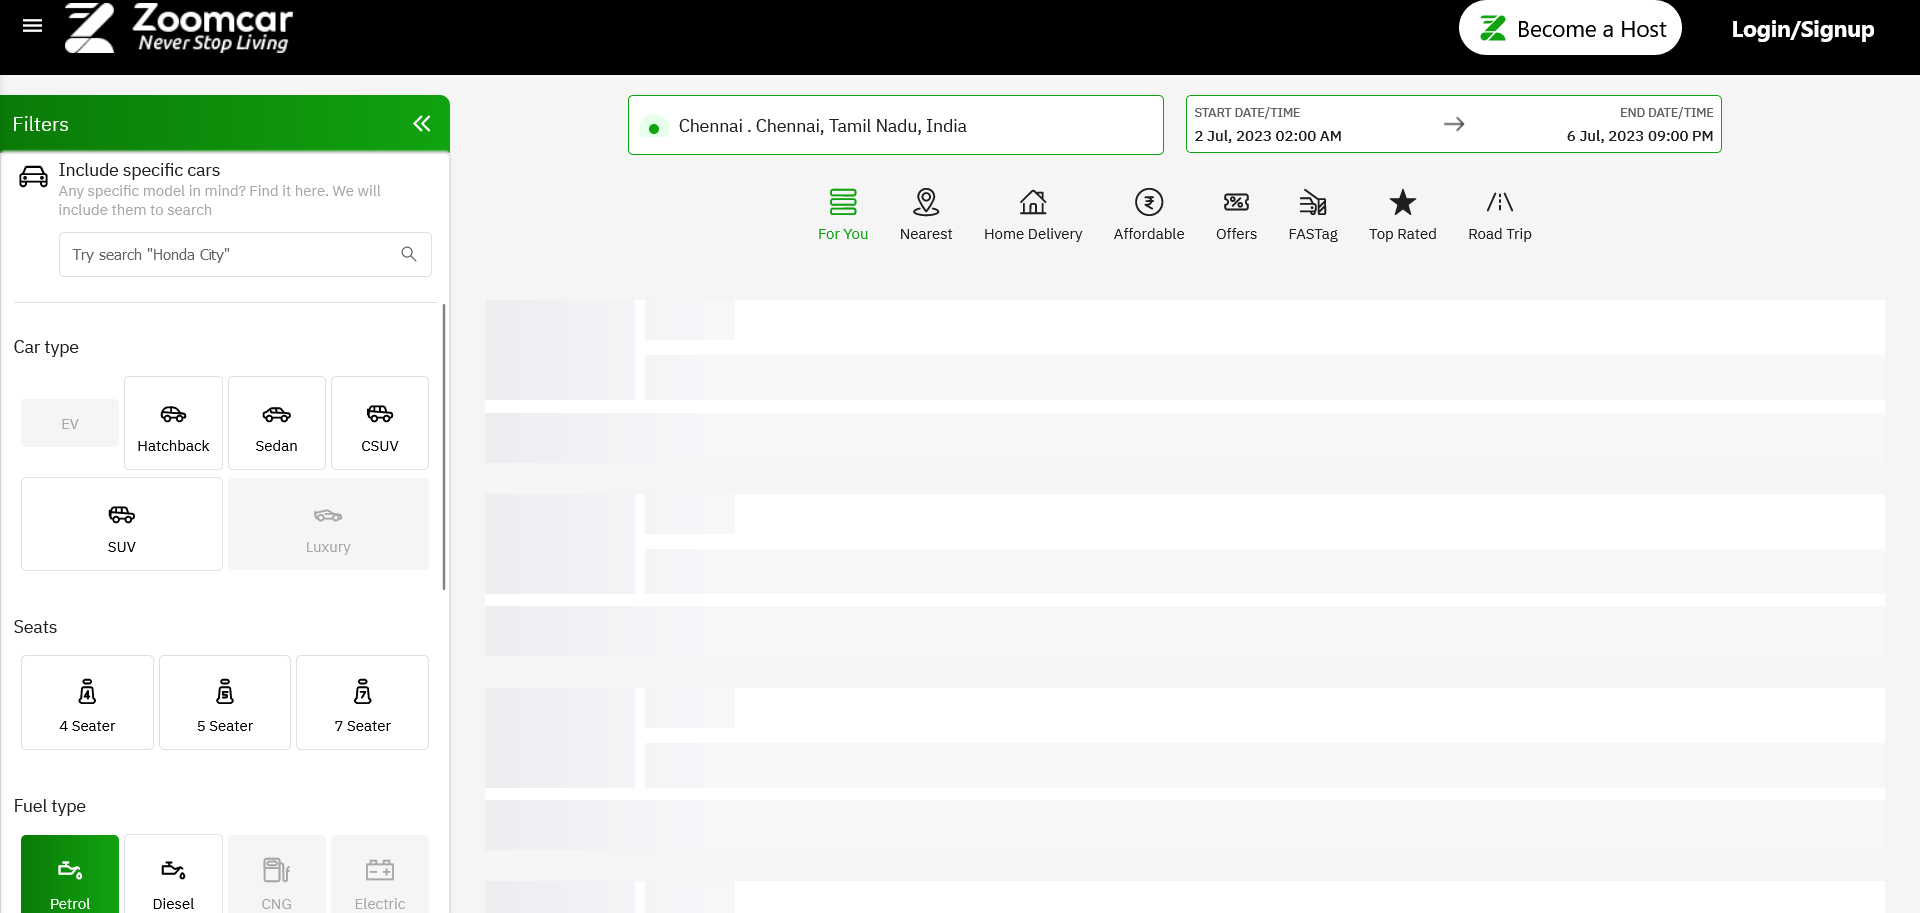 Zoomcar
Never Stop Living
Become a Host
Login/Signup
Filters
Include specific cars
Any specific model in mind? Find it here. We will
include them to search
Try search "Honda City"
Car type
EV
Hatchback
Sedan
CSUV
SUV
Luxury
Seats
4
5
7
4 Seater
5 Seater
7 Seater
Fuel type
Petrol
Diesel
CNG
Electric
Chennai . Chennai, Tamil Nadu, India
START DATE/TIME
END DATE/TIME
2 Jul, 2023 02:00 AM
6 Jul, 2023 09:00 PM
For You
Nearest
Home Delivery
Affordable
Offers
FASTag
Top Rated
Road Trip